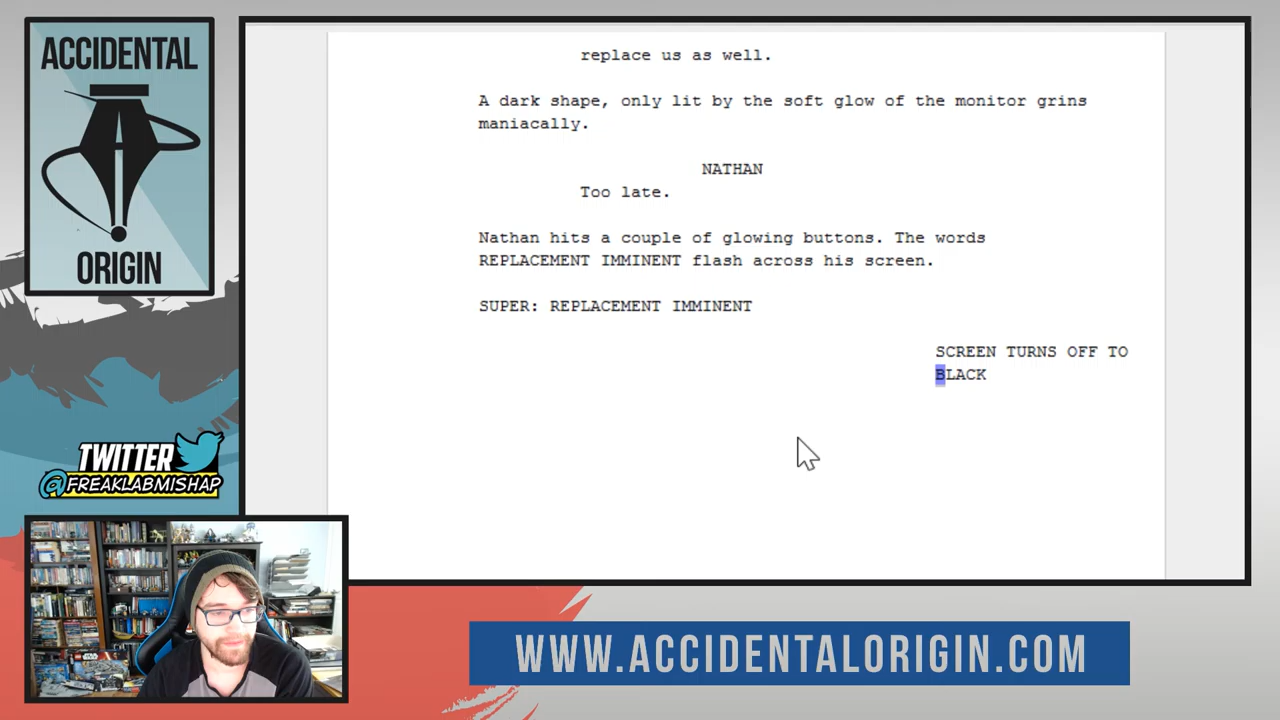 ACCIDENTAL
ORIGIN
replace us as well.
A dark shape, only lit by the soft glow of the monitor grins
maniacally.
NATHAN
Too late.
Nathan hits a couple of glowing buttons. The words
REPLACEMENT IMMINENT flash across his screen.
SUPER: REPLACEMENT IMMINENT
SCREEN TURNS OFF TO
BLACK
TWITTER
@FREAKLABMISHAP
WWW.ACCIDENTALORIGIN.COM